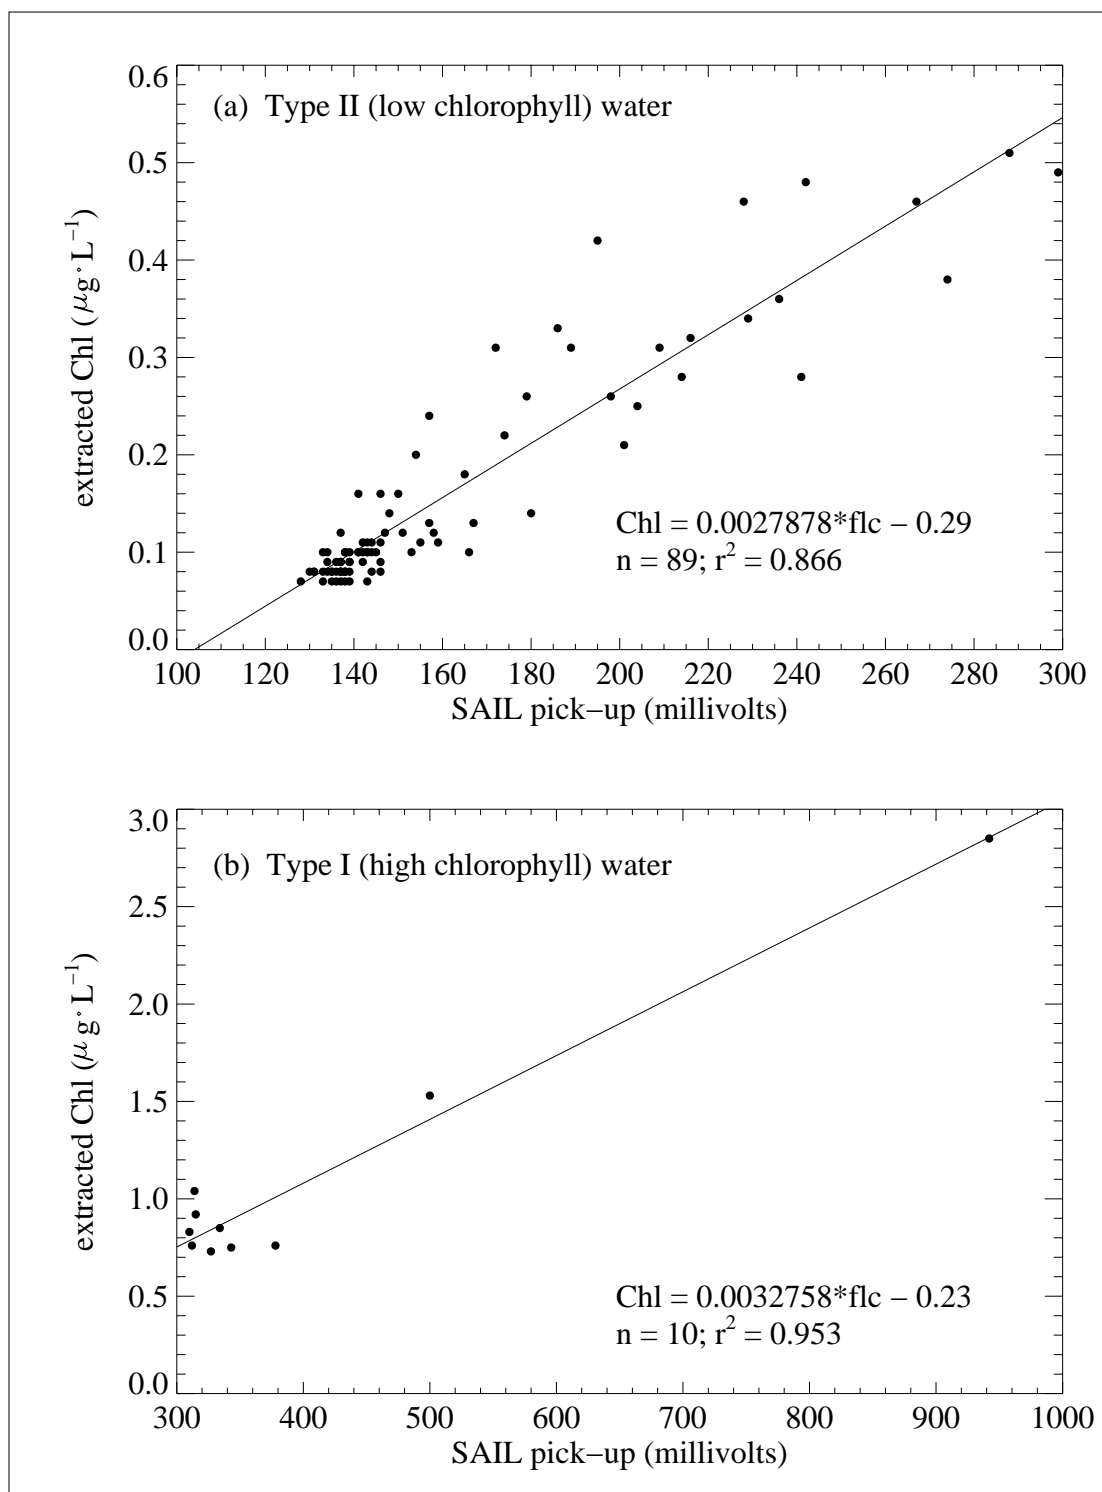 (a) Type II (low chlorophyll) water
0.6
0.5
0.4
0.3
0.2
0.1
0.0
extracted Chl (μg·L⁻¹)
Chl = 0.0027878*flc − 0.29
n = 89; r² = 0.866
100 120 140 160 180 200 220 240 260 280 300
SAIL pick−up (millivolts)
(b) Type I (high chlorophyll) water
3.0
2.5
2.0
1.5
1.0
0.5
0.0
extracted Chl (μg·L⁻¹)
Chl = 0.0032758*flc − 0.23
n = 10; r² = 0.953
300 400 500 600 700 800 900 1000
SAIL pick−up (millivolts)